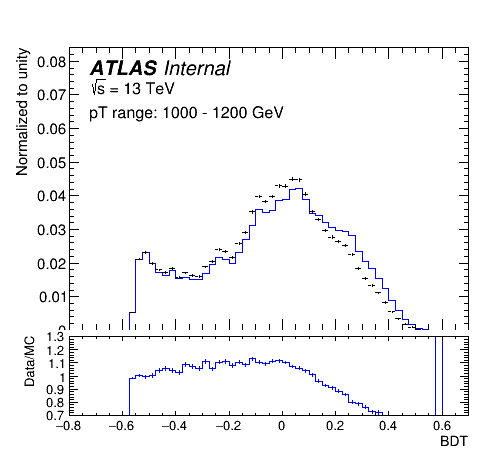 Normalized to unity
0.08
0.07
0.06
0.05
0.04
0.03
0.02
0.01
ATLAS Internal
√s = 13 TeV
pT range: 1000 - 1200 GeV
Data/MC
1.3
1.2
1.1
1
0.9
0.8
0.7
−0.8 −0.6 −0.4 −0.2 0 0.2 0.4 0.6
BDT